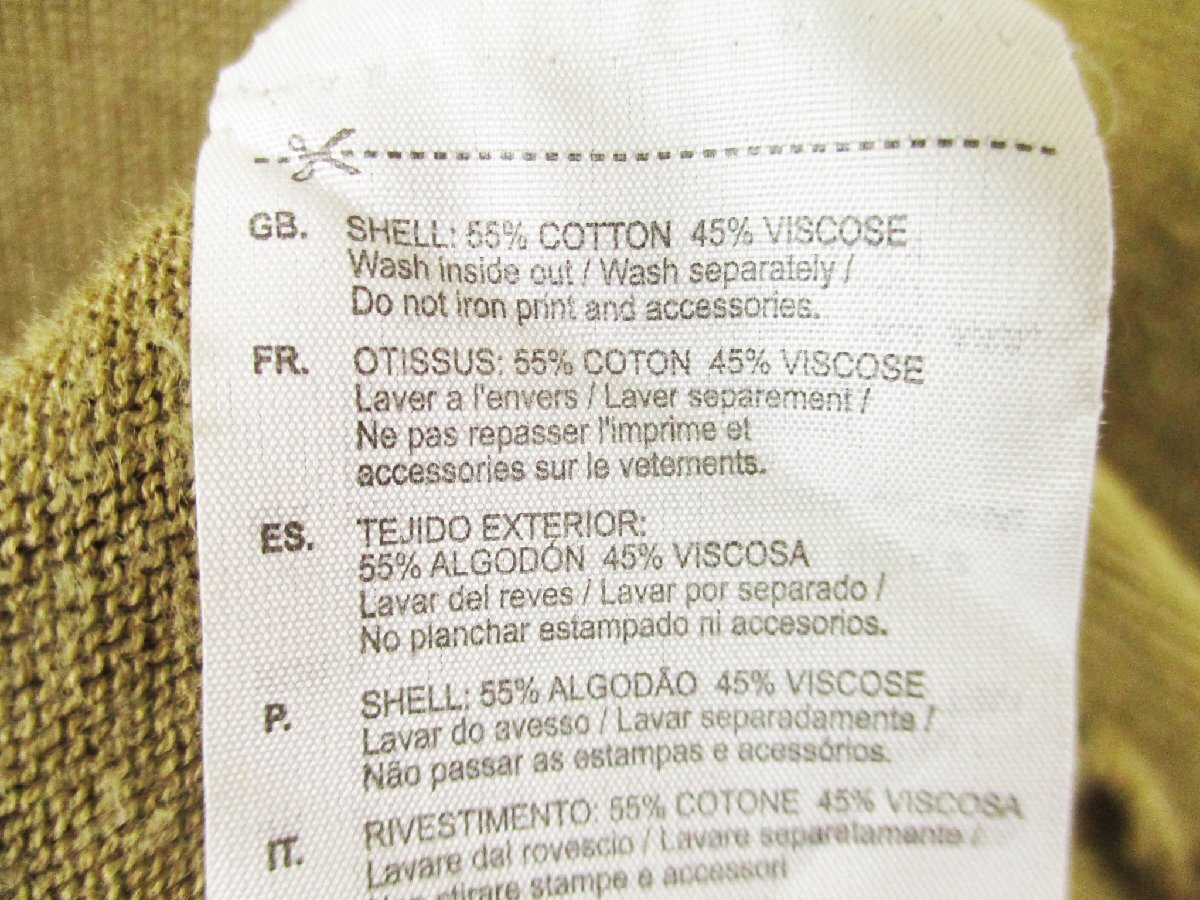 GB. SHELL: 55% COTTON 45% VISCOSE
Wash inside out / Wash separately /
Do not iron print and accessories.
FR. OTISSUS: 55% COTON 45% VISCOSE
Laver a l'envers / Laver separement /
Ne pas repasser l'imprime et
accessories sur le vetements.
ES. TEJIDO EXTERIOR:
55% ALGODÓN 45% VISCOSA
Lavar del reves / Lavar por separado /
No planchar estampado ni accesorios.
P. SHELL: 55% ALGODÃO 45% VISCOSE
Lavar do avesso / Lavar separadamente /
Não passar as estampas e acessórios.
IT. RIVESTIMENTO: 55% COTONE 45% VISCOSA
Lavare dal rovescio / Lavare separatamente /
Non stirare stampe e accessori